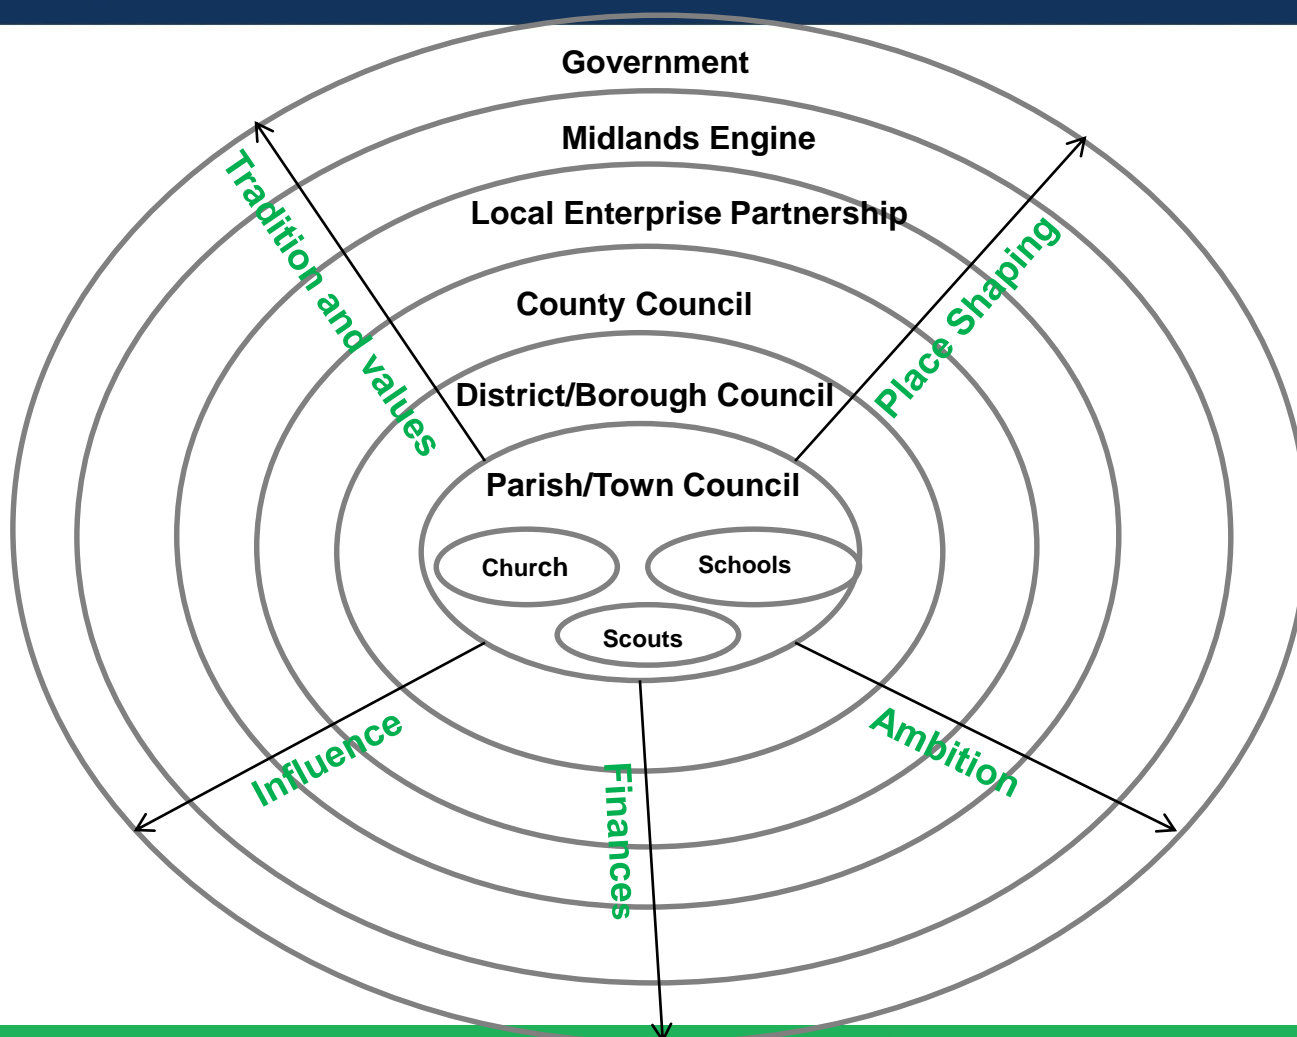 Government
Midlands Engine
Local Enterprise Partnership
County Council
District/Borough Council
Parish/Town Council
Church
Schools
Scouts
Tradition and values
Place Shaping
Influence
Finances
Ambition